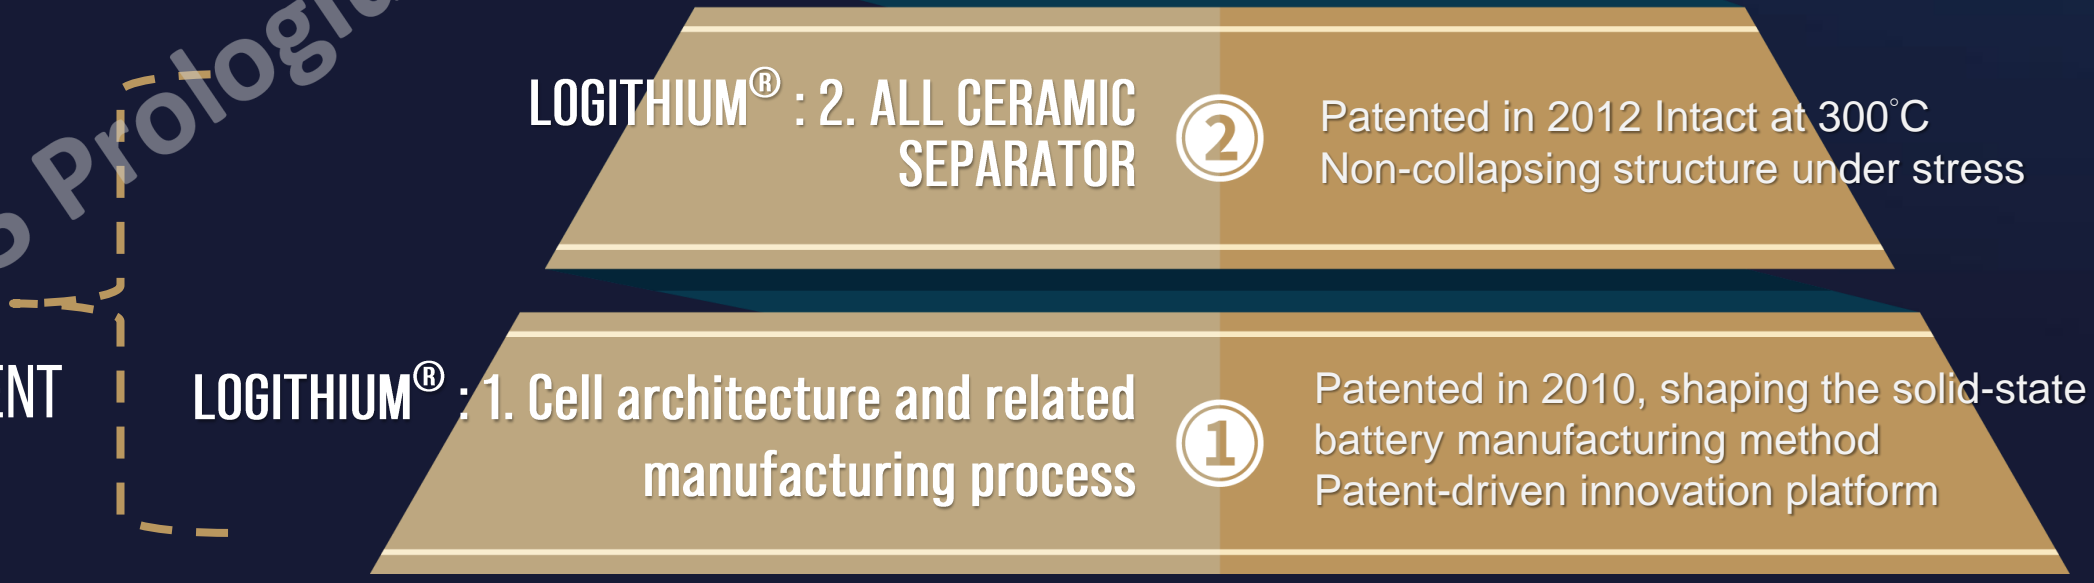 Prologiu
LOGITHIUM® : 2. ALL CERAMIC
SEPARATOR
2
Patented in 2012 Intact at 300°C
Non-collapsing structure under stress
ENT
LOGITHIUM® : 1. Cell architecture and related
manufacturing process
1
Patented in 2010, shaping the solid-state
battery manufacturing method
Patent-driven innovation platform